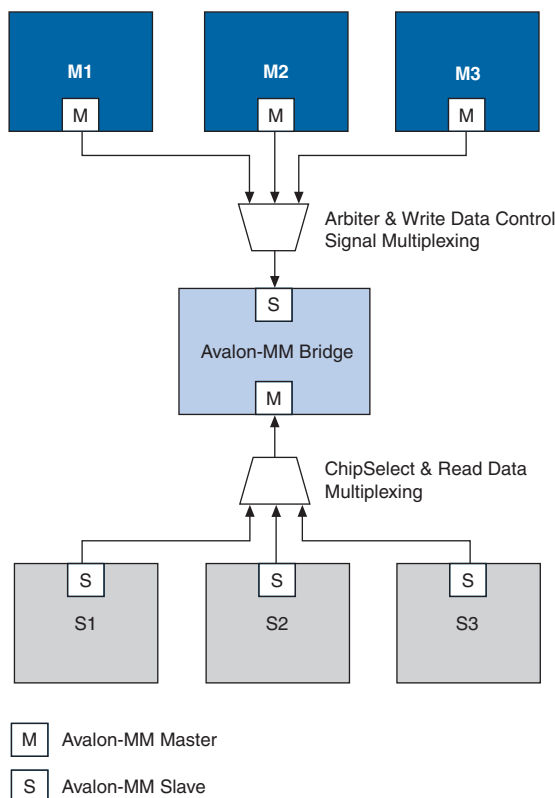 M1
M2
M3
M
M
M
Arbiter & Write Data Control
Signal Multiplexing
S
Avalon-MM Bridge
M
ChipSelect & Read Data
Multiplexing
S
S
S
S1
S2
S3
M Avalon-MM Master
S Avalon-MM Slave